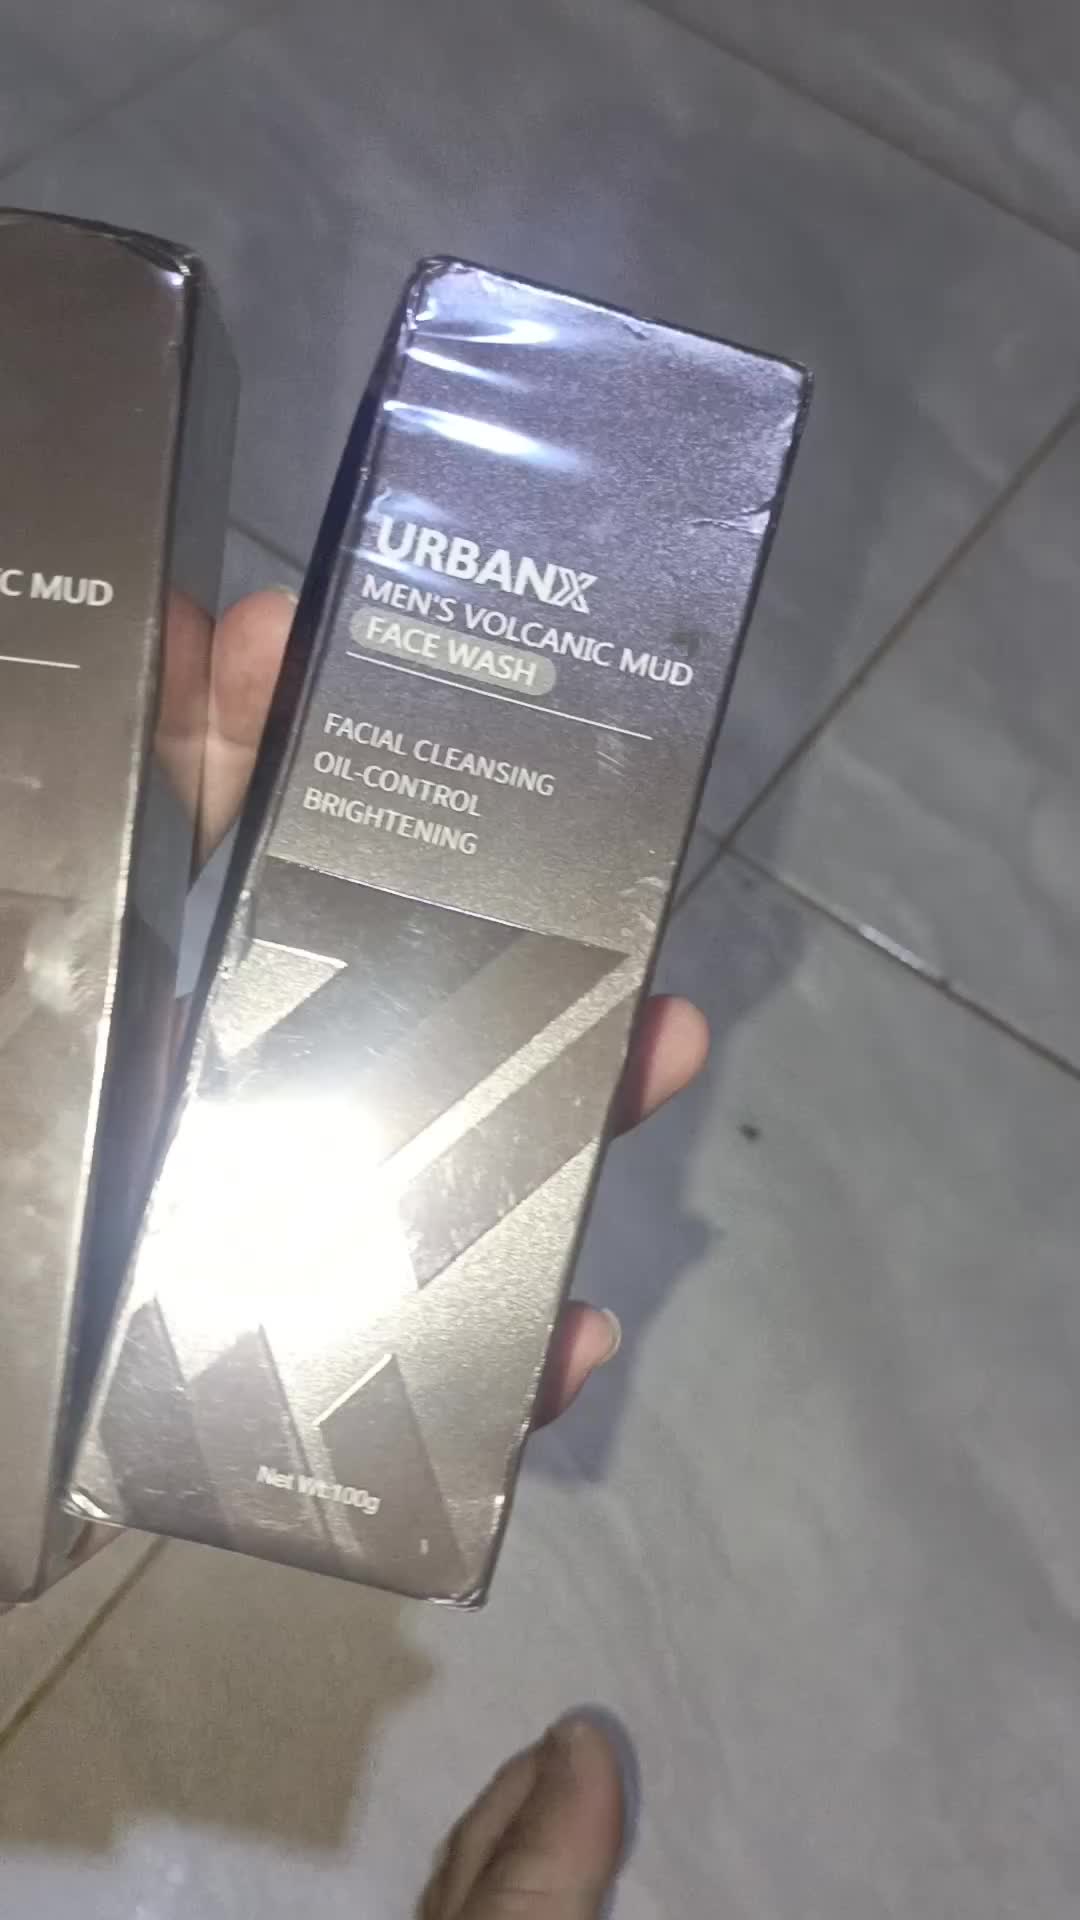 C MUD
URBANX
MEN'S VOLCANIC MUD
FACE WASH
FACIAL CLEANSING
OIL-CONTROL
BRIGHTENING
Net Wt:100g